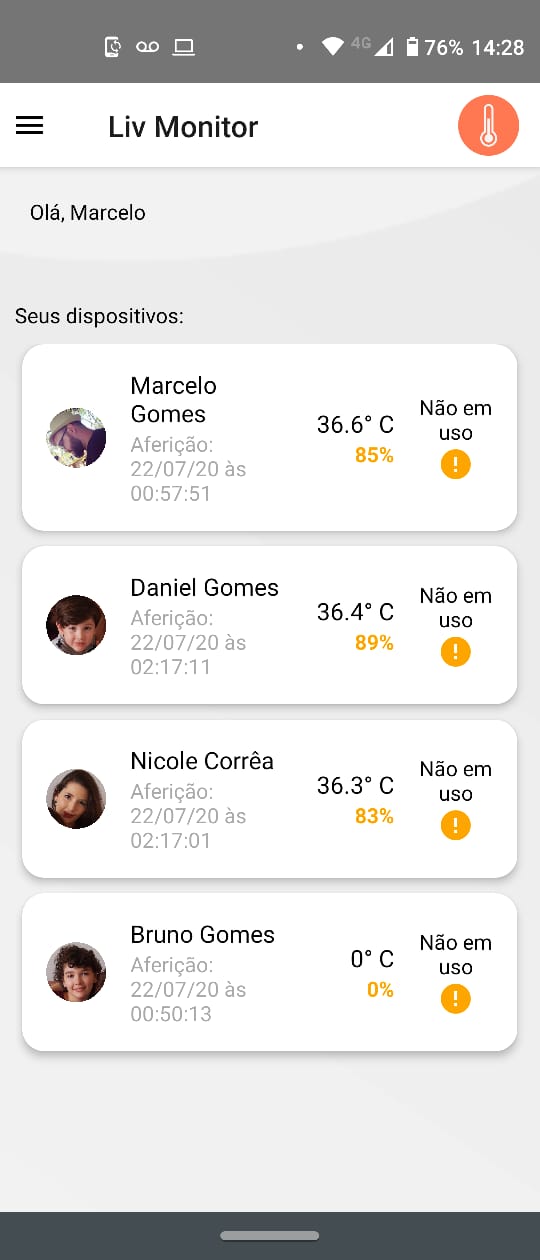 4G 76% 14:28
Liv Monitor
Olá, Marcelo
Seus dispositivos:
Marcelo
Gomes
Aferição:
22/07/20 às
00:57:51
36.6° C
85%
Não em
uso
Daniel Gomes
Aferição:
22/07/20 às
02:17:11
36.4° C
89%
Não em
uso
Nicole Corrêa
Aferição:
22/07/20 às
02:17:01
36.3° C
83%
Não em
uso
Bruno Gomes
Aferição:
22/07/20 às
00:50:13
0° C
0%
Não em
uso